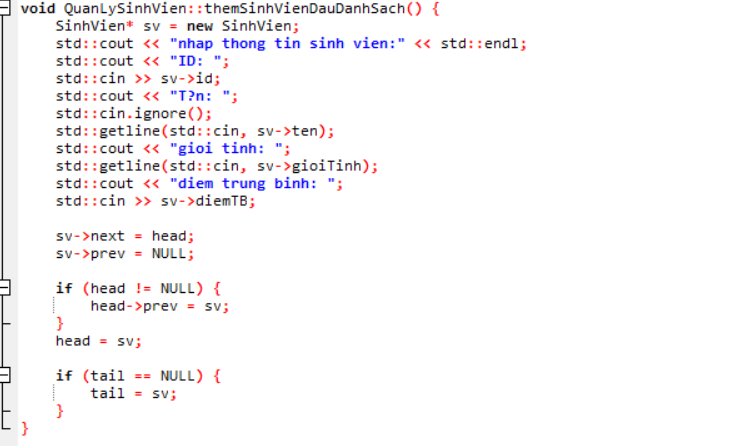 void QuanLySinhVien::themSinhVienDauDanhSach() {
SinhVien* sv = new SinhVien;
std::cout << "nhap thong tin sinh vien:" << std::endl;
std::cout << "ID: ";
std::cin >> sv->id;
std::cout << "T?n: ";
std::cin.ignore();
std::getline(std::cin, sv->ten);
std::cout << "gioi tinh: ";
std::getline(std::cin, sv->gioiTinh);
std::cout << "diem trung binh: ";
std::cin >> sv->diemTB;
sv->next = head;
sv->prev = NULL;
if (head != NULL) {
head->prev = sv;
}
head = sv;
if (tail == NULL) {
tail = sv;
}
}